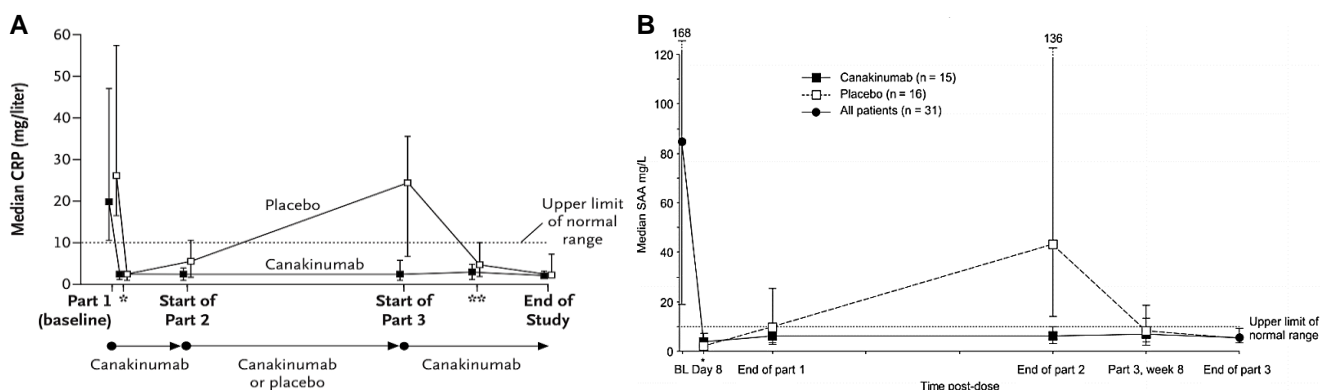 A
Median CRP (mg/liter)
60
50
40
30
20
10
0
Placebo
Upper limit
of normal
range
Canakinumab
Part 1
(baseline)
*
Start of
Part 2
Start of
Part 3
**
End of
Study
Canakinumab
Canakinumab
or placebo
Canakinumab
B
Median SAA mg/L
168
136
120
100
80
60
40
20
10
0
Canakinumab (n = 15)
Placebo (n = 16)
All patients (n = 31)
Upper limit of
normal range
BL Day 8
*
End of part 1
End of part 2
Part 3, week 8
End of part 3
Time post-dose